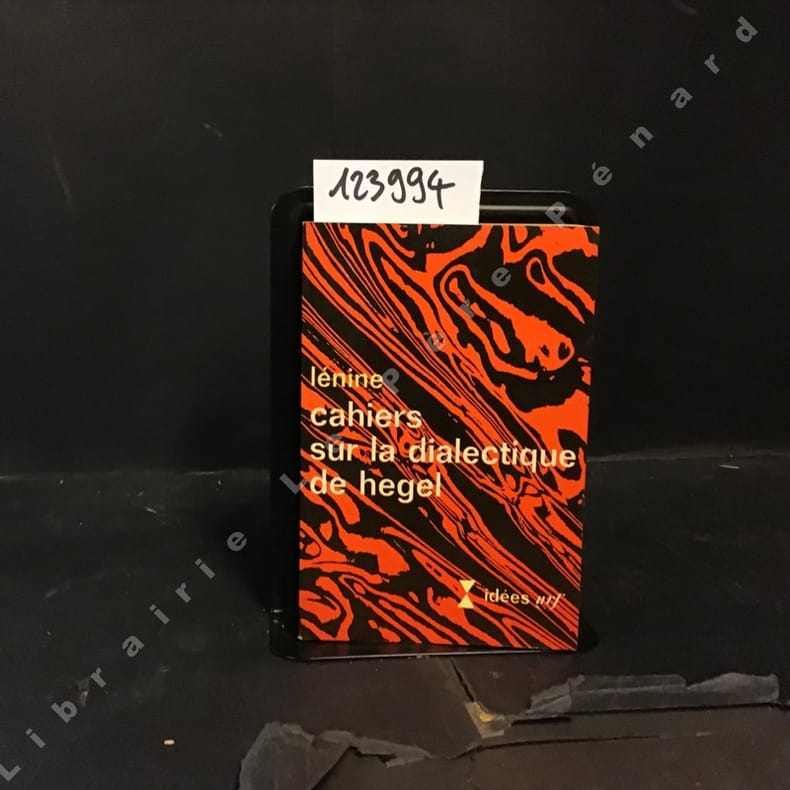 123994
lénine
cahiers
sur la dialectique
de hegel
idées nrf
Librairie Le Père Pénard